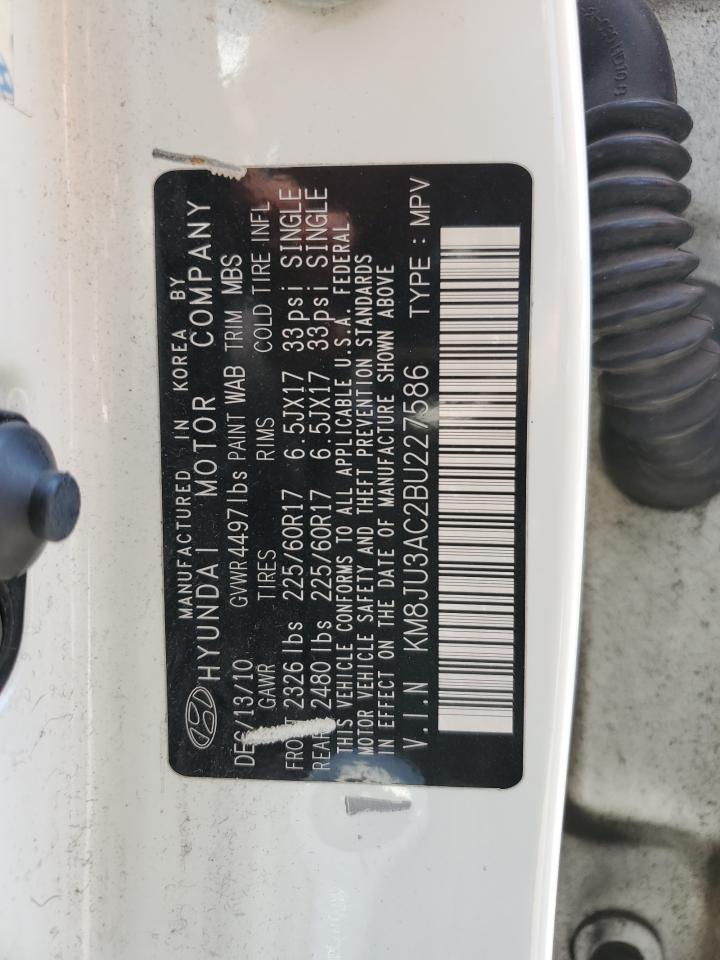 MANUFACTURED IN KOREA BY
HYUNDAI MOTOR COMPANY
DEC/13/10 GVWR 4497 lbs PAINT WAB TRIM MBS
GAWR TIRES RIMS COLD TIRE INFL
FRONT 2326 lbs 225/60R17 6.5JX17 33psi SINGLE
REAR 2480 lbs 225/60R17 6.5JX17 33psi SINGLE
THIS VEHICLE CONFORMS TO ALL APPLICABLE U.S.A. FEDERAL
MOTOR VEHICLE SAFETY AND THEFT PREVENTION STANDARDS
IN EFFECT ON THE DATE OF MANUFACTURE SHOWN ABOVE
V.I.N KM8JU3AC2BU227586 TYPE : MPV